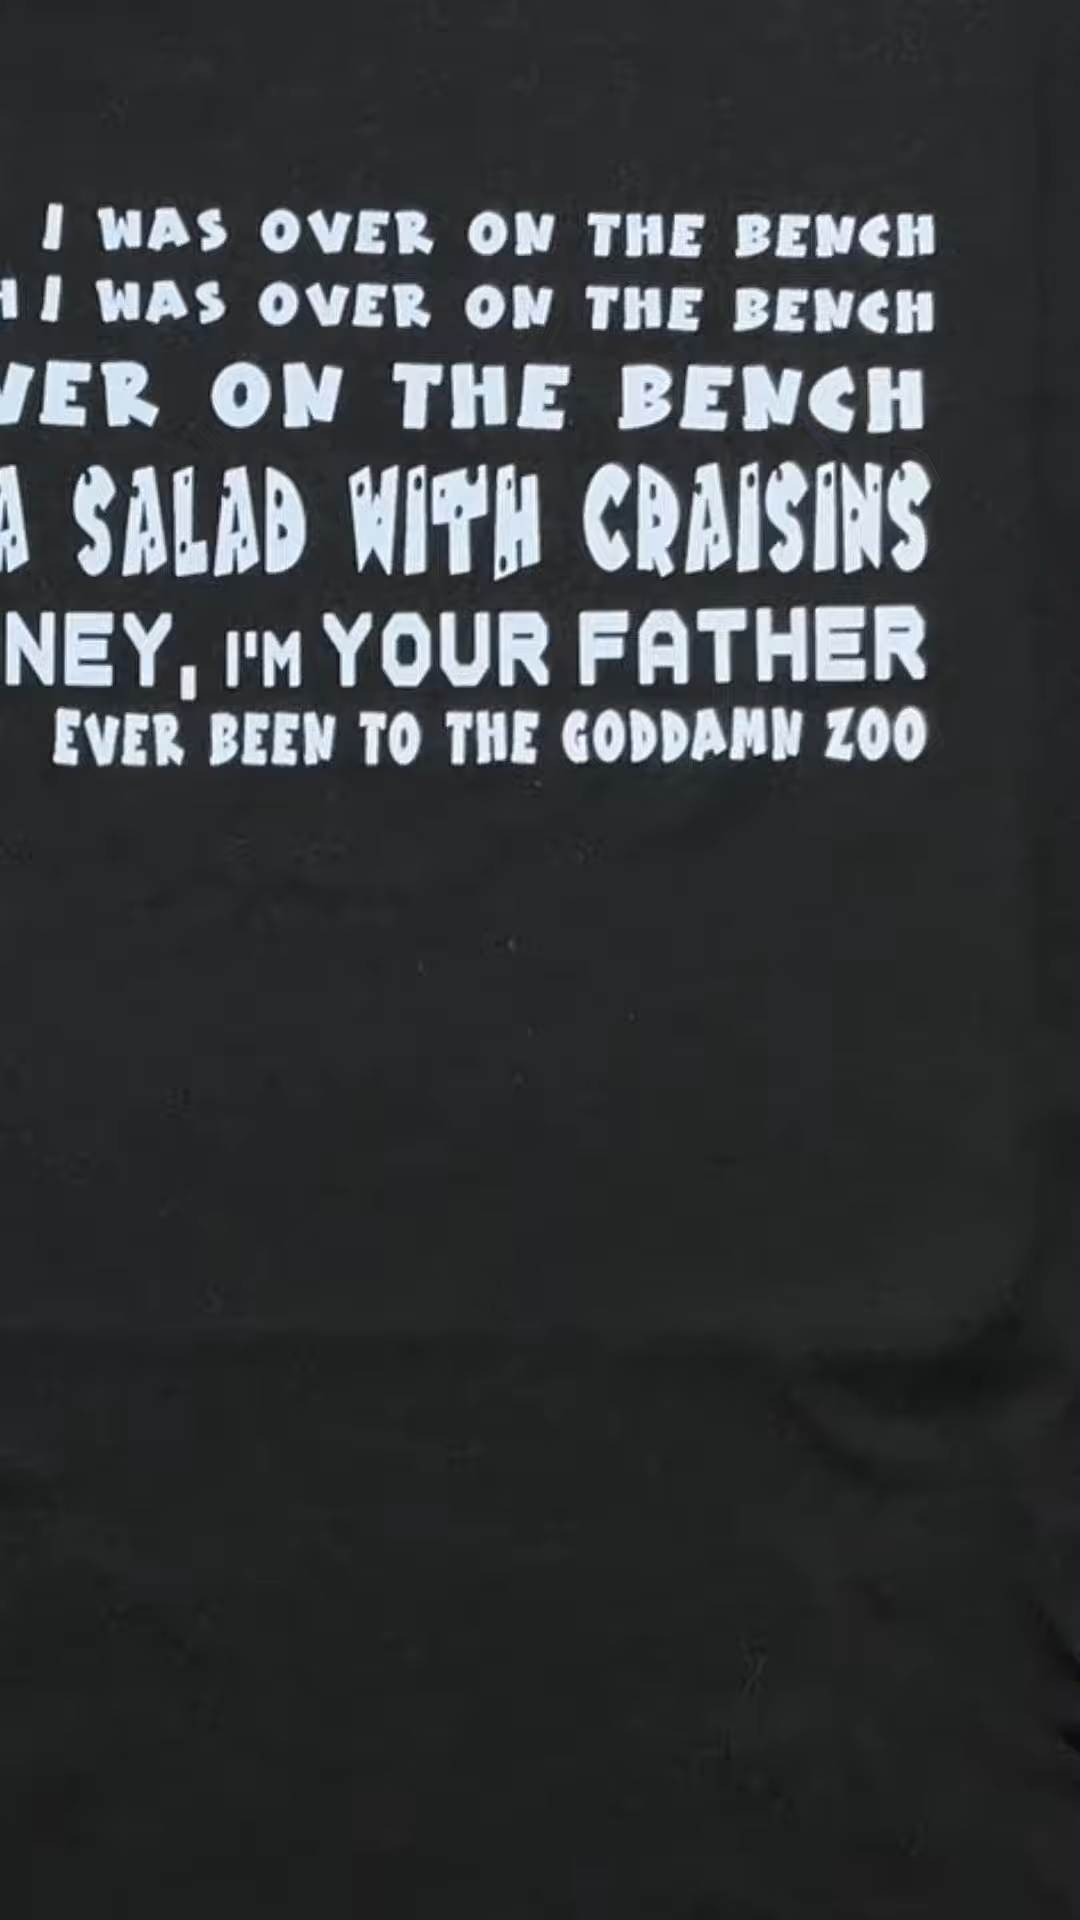 I WAS OVER ON THE BENCH
H I WAS OVER ON THE BENCH
VER ON THE BENCH
A SALAD WITH CRAISINS
NEY, I'M YOUR FATHER
EVER BEEN TO THE GODDAMN ZOO